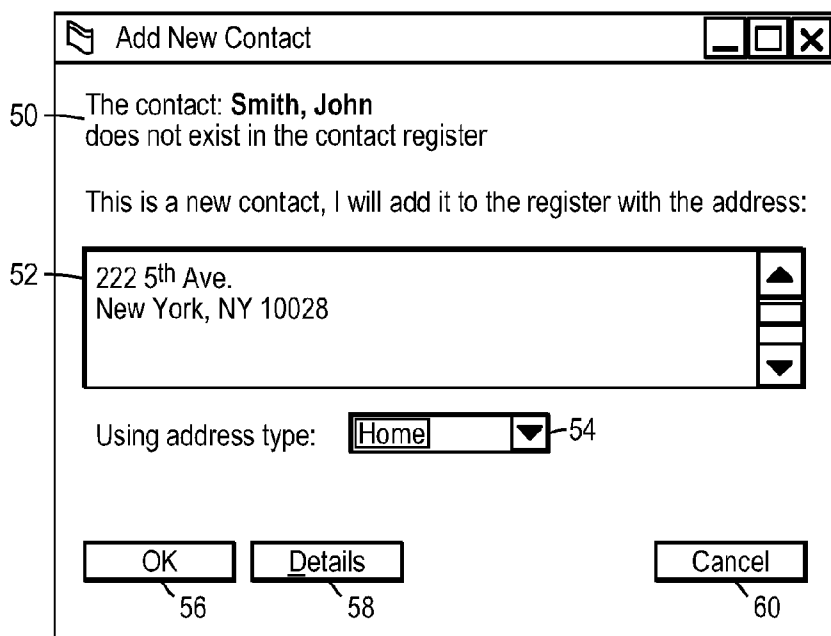 Add New Contact
50
The contact: Smith, John
does not exist in the contact register
This is a new contact, I will add it to the register with the address:
52
222 5th Ave.
New York, NY 10028
Using address type: Home 54
OK Details Cancel
56 58 60